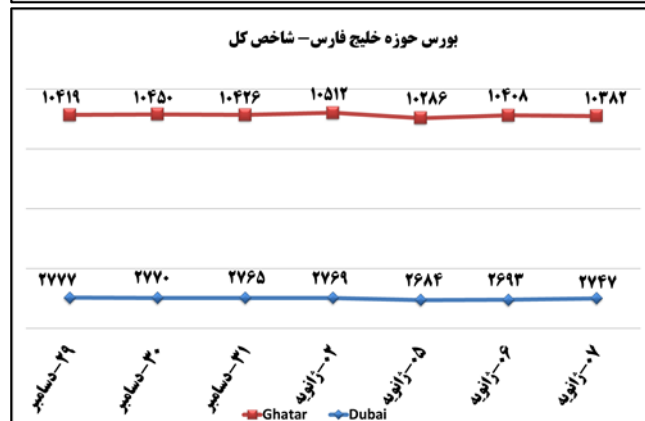 بورس حوزه خلیج فارس– شاخص کل
۱۰۴۱۹ ۱۰۴۵۰ ۱۰۴۲۶ ۱۰۵۱۲ ۱۰۲۸۶ ۱۰۴۰۸ ۱۰۳۸۲
۲۷۷۷ ۲۷۷۰ ۲۷۶۵ ۲۷۶۹ ۲۶۸۴ ۲۶۹۳ ۲۷۴۷
۲۹-دسامبر ۳۰-دسامبر ۳۱-دسامبر ۰۲-ژانویه ۰۵-ژانویه ۰۶-ژانویه ۰۷-ژانویه
Ghatar Dubai